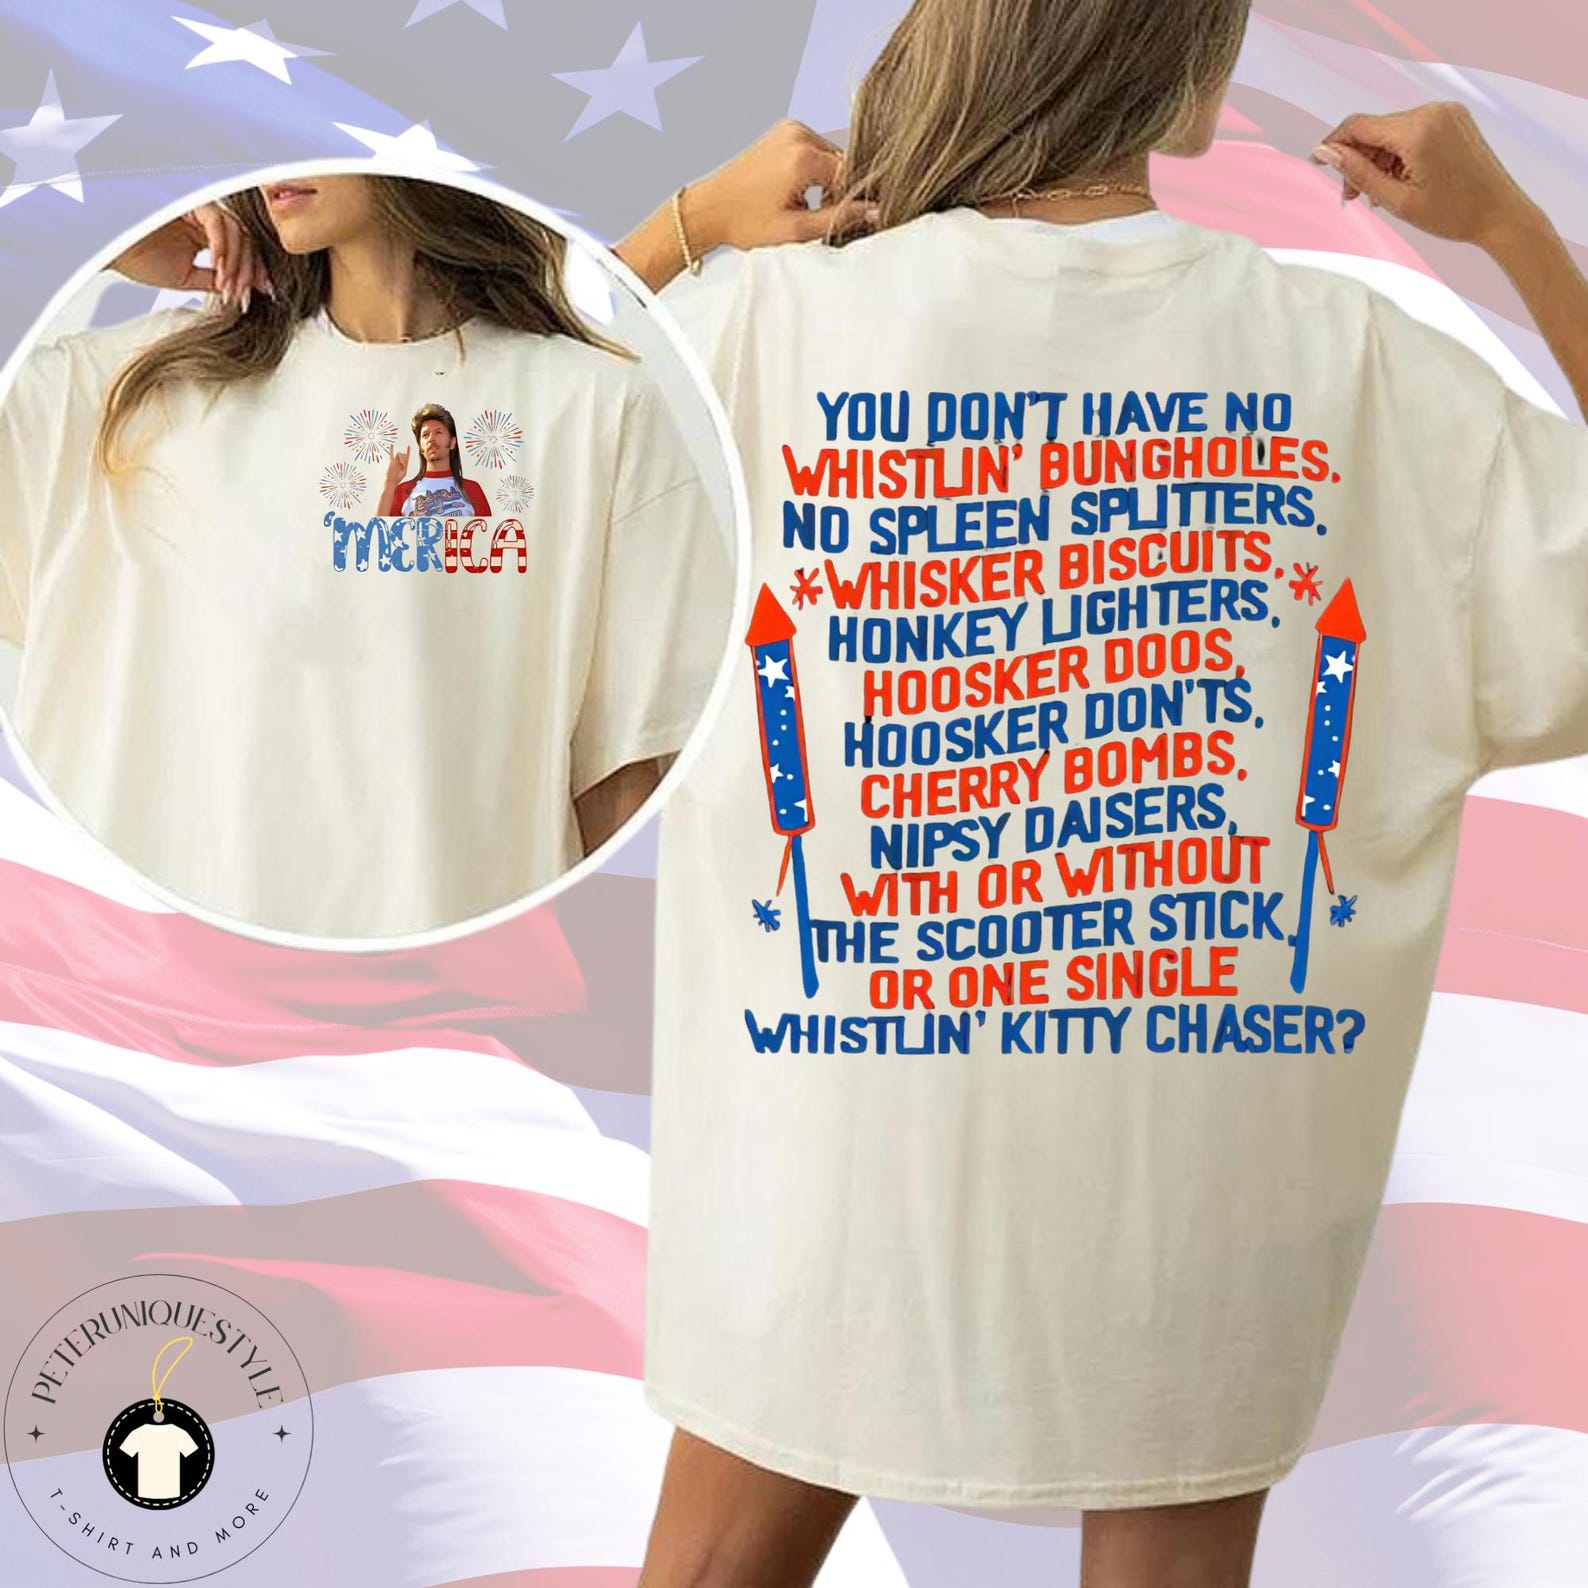 'MERICA
YOU DON'T HAVE NO
WHISTLIN' BUNGHOLES,
NO SPLEEN SPLITTERS,
WHISKER BISCUITS,
HONKEY LIGHTERS,
HOOSKER DOOS,
HOOSKER DON'TS,
CHERRY BOMBS,
NIPSY DAISERS,
WITH OR WITHOUT
THE SCOOTER STICK,
OR ONE SINGLE
WHISTLIN' KITTY CHASER?
PETERUNIQUESTYLE
T-SHIRT AND MORE